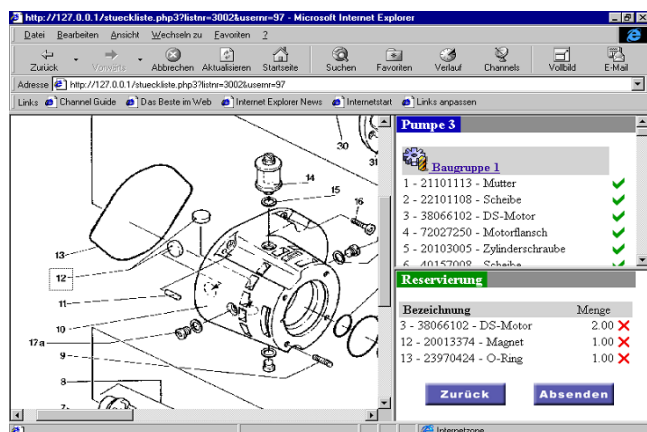 http://127.0.0.1/stueckliste.php3?listnr=3002&usernr=97 - Microsoft Internet Explorer
Datei Bearbeiten Ansicht Wechseln zu Favoriten ?
Zurück Vorwärts Abbrechen Aktualisieren Startseite Suchen Favoriten Verlauf Channels Vollbild E-Mail
Adresse http://127.0.0.1/stueckliste.php3?listnr=3002&usernr=97
Links Channel Guide Das Beste im Web Internet Explorer News Internetstart Links anpassen
30
31
14
15
16
13
12
11
10
17a
9
8
7
Pumpe 3
Baugruppe 1
1 - 21101113 - Mutter
2 - 22101108 - Scheibe
3 - 38066102 - DS-Motor
4 - 72027250 - Motorflansch
5 - 20103005 - Zylinderschraube
6 - 40157008 - Scheibe
Reservierung
Bezeichnung Menge
3 - 38066102 - DS-Motor 2.00
12 - 20013374 - Magnet 1.00
13 - 23970424 - O-Ring 1.00
Zurück Absenden
Internetzone